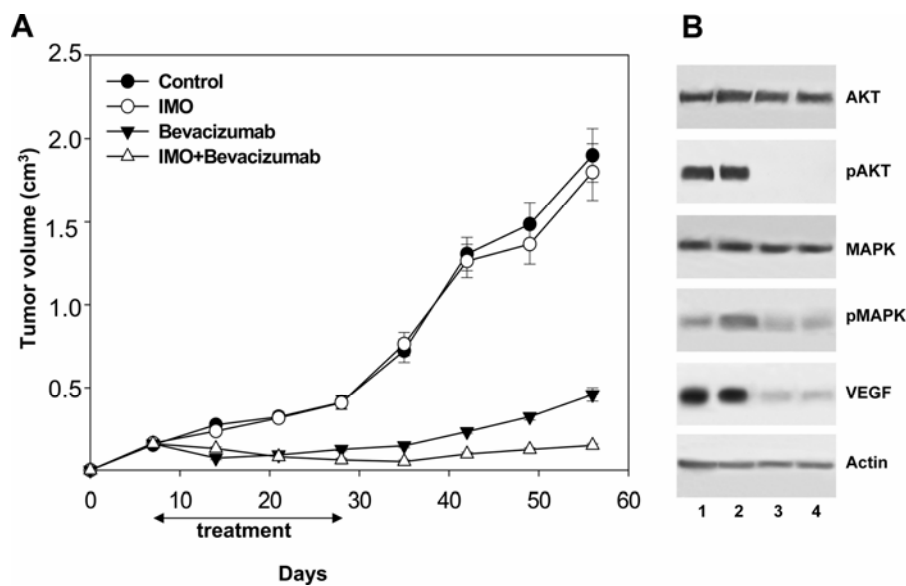 A
2.5
2.0
1.5
1.0
0.5
0
10
20
30
40
50
60
Tumor volume (cm³)
Control
IMO
Bevacizumab
IMO+Bevacizumab
treatment
Days
B
AKT
pAKT
MAPK
pMAPK
VEGF
Actin
1 2 3 4